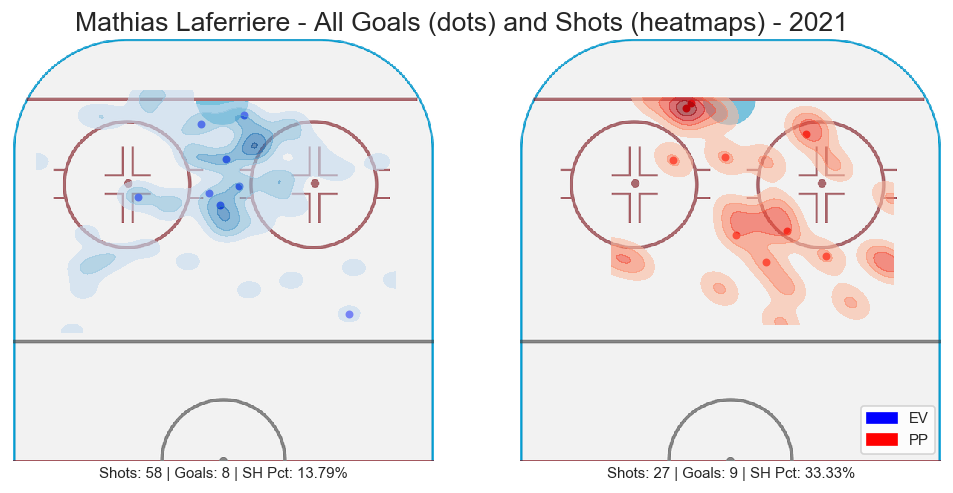 Mathias Laferriere - All Goals (dots) and Shots (heatmaps) - 2021
EV
PP
Shots: 58 | Goals: 8 | SH Pct: 13.79%
Shots: 27 | Goals: 9 | SH Pct: 33.33%